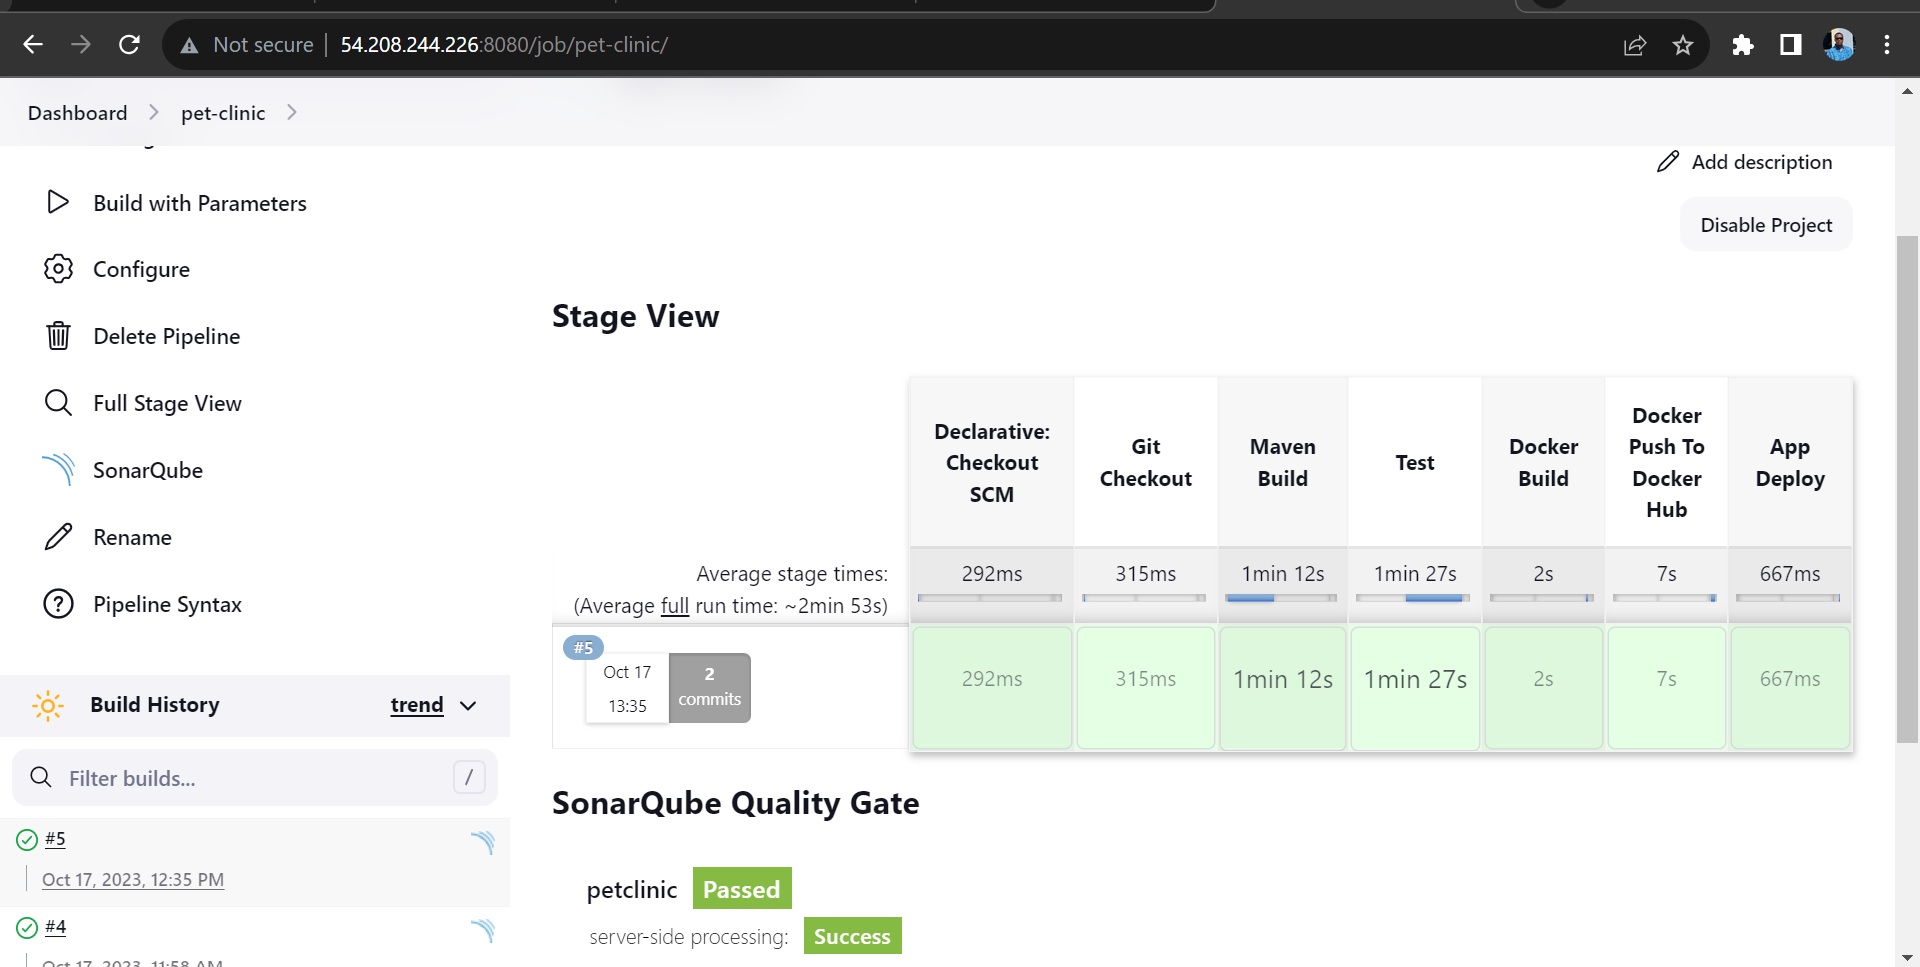 Not secure
54.208.244.226:8080/job/pet-clinic/
Dashboard
pet-clinic
Add description
Disable Project
Build with Parameters
Configure
Delete Pipeline
Full Stage View
SonarQube
Rename
Pipeline Syntax
Build History
trend
Filter builds...
/
#5
Oct 17, 2023, 12:35 PM
#4
Oct 17, 2023, 11:58 AM
Stage View
Declarative:
Checkout
SCM
Git
Checkout
Maven
Build
Test
Docker
Build
Docker
Push To
Docker
Hub
App
Deploy
Average stage times:
292ms
315ms
1min 12s
1min 27s
2s
7s
667ms
(Average full run time: ~2min 53s)
#5
Oct 17
13:35
2
commits
292ms
315ms
1min 12s
1min 27s
2s
7s
667ms
SonarQube Quality Gate
petclinic
Passed
server-side processing:
Success